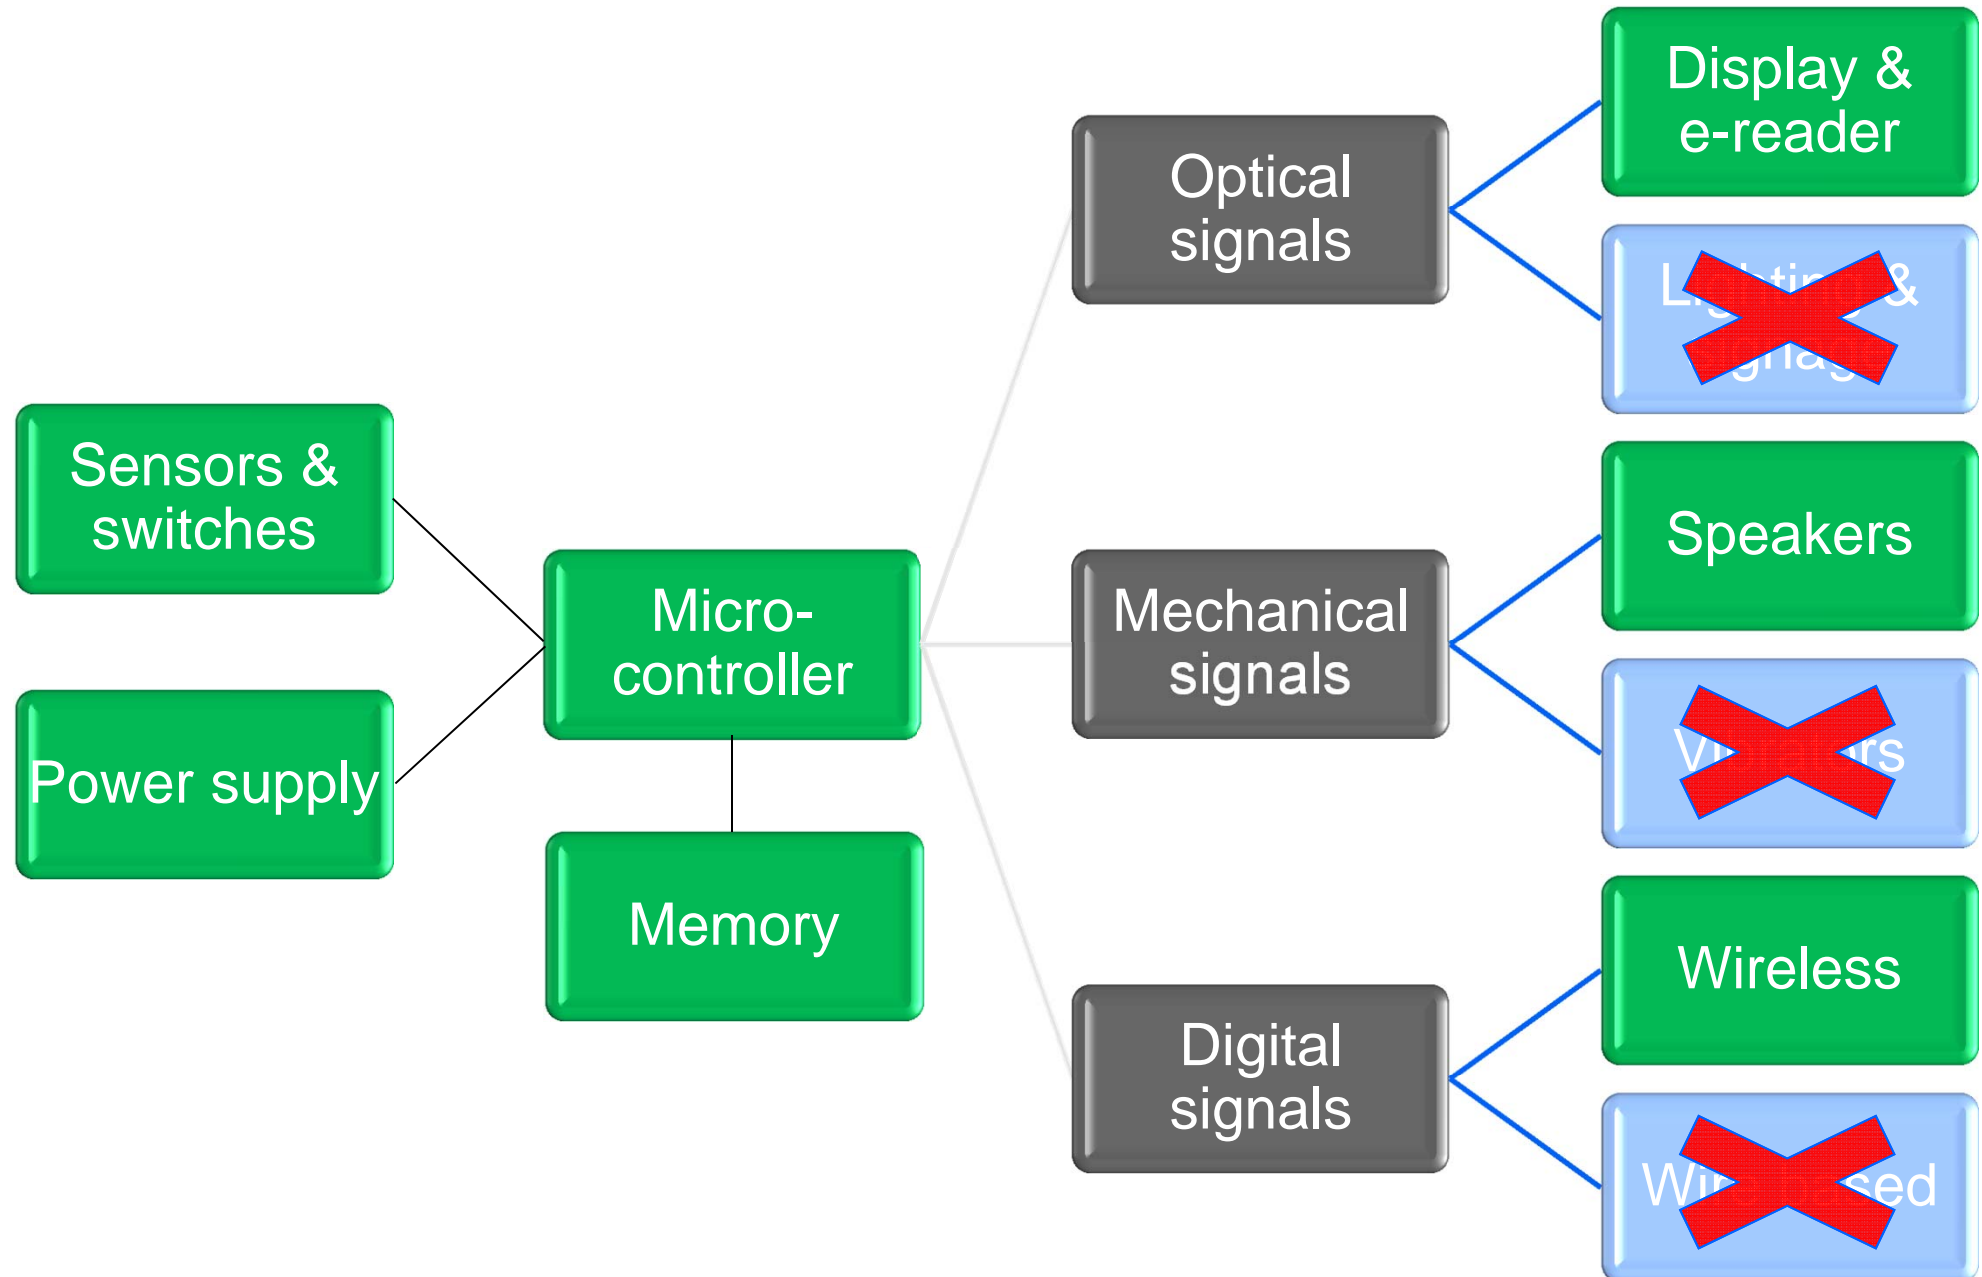 Display &
e-reader
Optical
signals
&
Sensors &
switches
Speakers
Micro-
controller
Mechanical
signals
Power supply
Memory
Wireless
Digital
signals